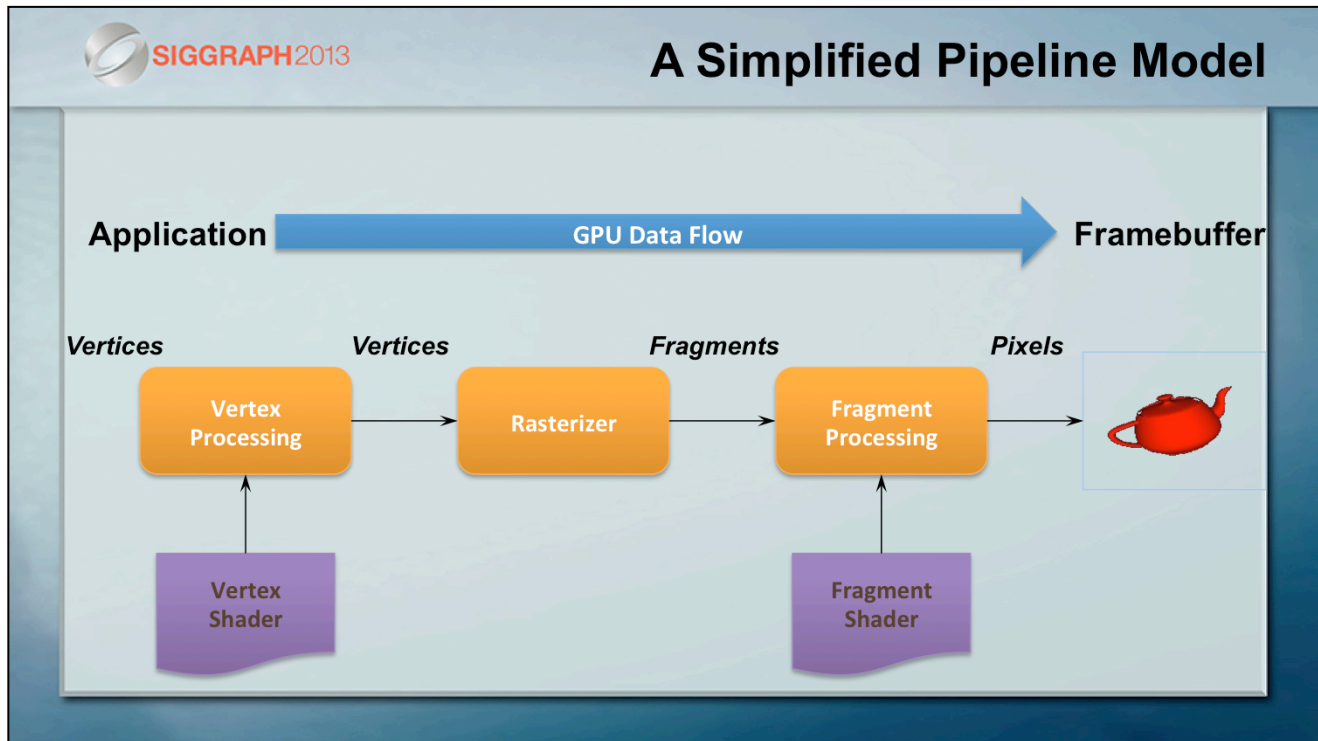 SIGGRAPH2013
A Simplified Pipeline Model
Application
GPU Data Flow
Framebuffer
Vertices
Vertices
Fragments
Pixels
Vertex
Processing
Rasterizer
Fragment
Processing
Vertex
Shader
Fragment
Shader